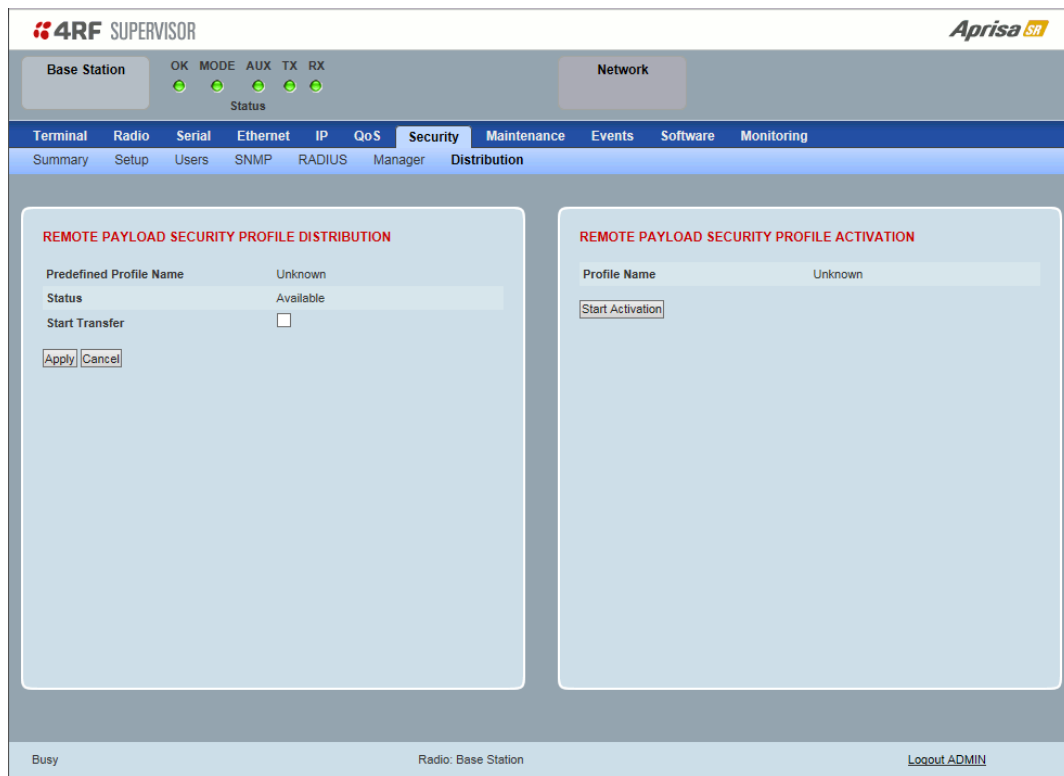 4RF SUPERVISOR
Aprisa SR
Base Station
OK MODE AUX TX RX
Status
Network
Terminal Radio Serial Ethernet IP QoS Security Maintenance Events Software Monitoring
Summary Setup Users SNMP RADIUS Manager Distribution
REMOTE PAYLOAD SECURITY PROFILE DISTRIBUTION
Predefined Profile Name Unknown
Status Available
Start Transfer
Apply Cancel
REMOTE PAYLOAD SECURITY PROFILE ACTIVATION
Profile Name Unknown
Start Activation
Busy Radio: Base Station Logout ADMIN